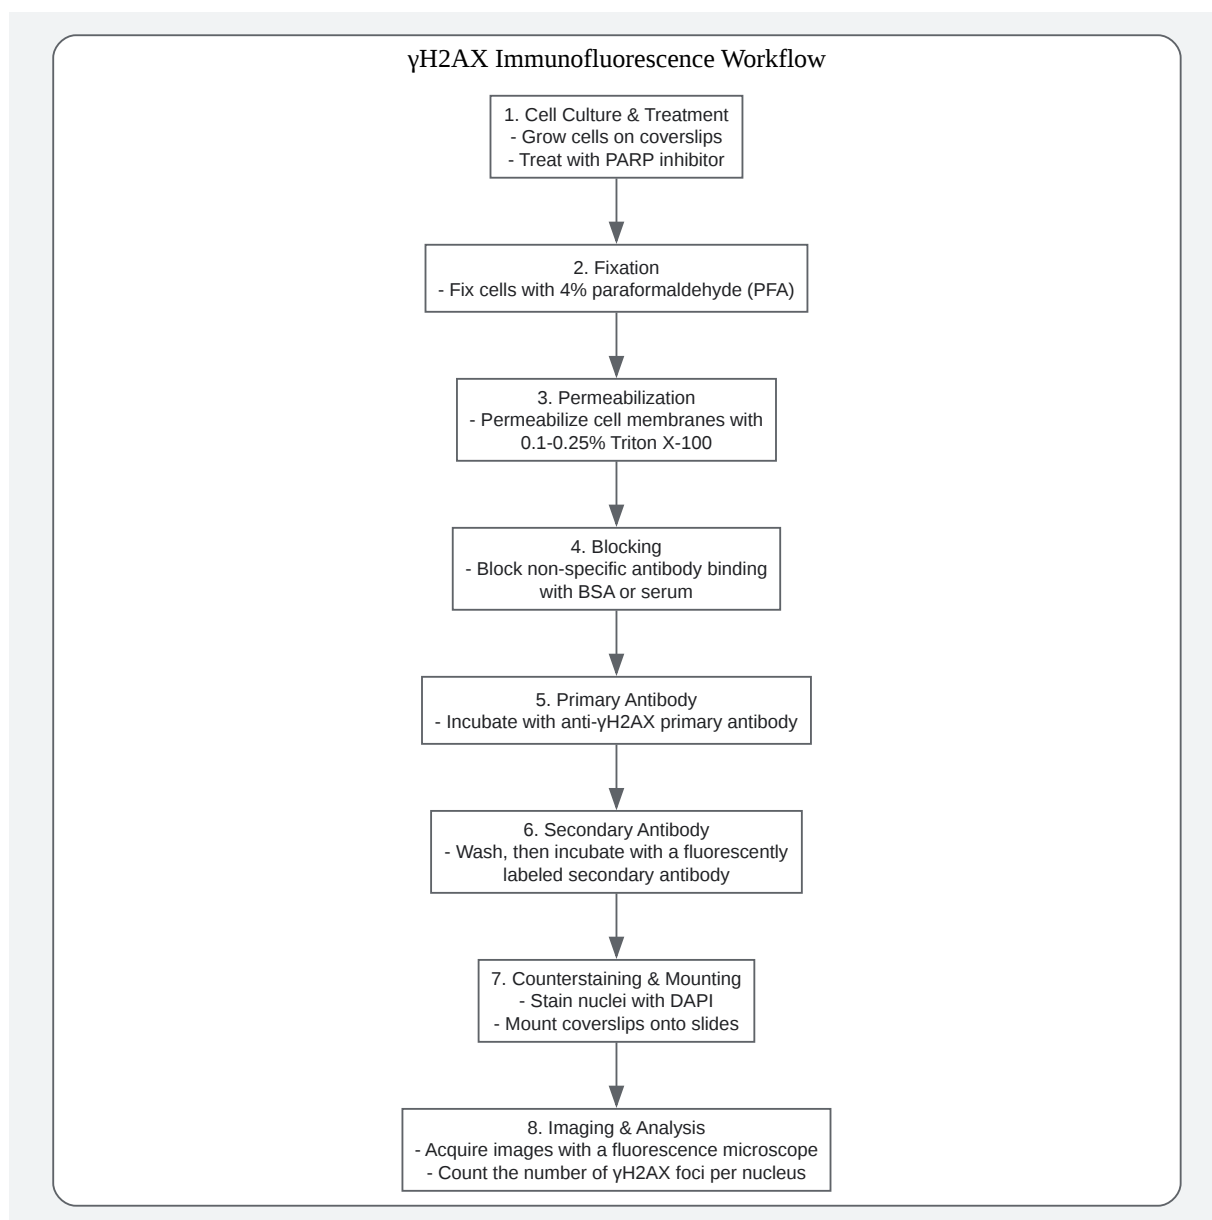 γH2AX Immunofluorescence Workflow
1. Cell Culture & Treatment
- Grow cells on coverslips
- Treat with PARP inhibitor
2. Fixation
- Fix cells with 4% paraformaldehyde (PFA)
3. Permeabilization
- Permeabilize cell membranes with
0.1-0.25% Triton X-100
4. Blocking
- Block non-specific antibody binding
with BSA or serum
5. Primary Antibody
- Incubate with anti-γH2AX primary antibody
6. Secondary Antibody
- Wash, then incubate with a fluorescently
labeled secondary antibody
7. Counterstaining & Mounting
- Stain nuclei with DAPI
- Mount coverslips onto slides
8. Imaging & Analysis
- Acquire images with a fluorescence microscope
- Count the number of γH2AX foci per nucleus